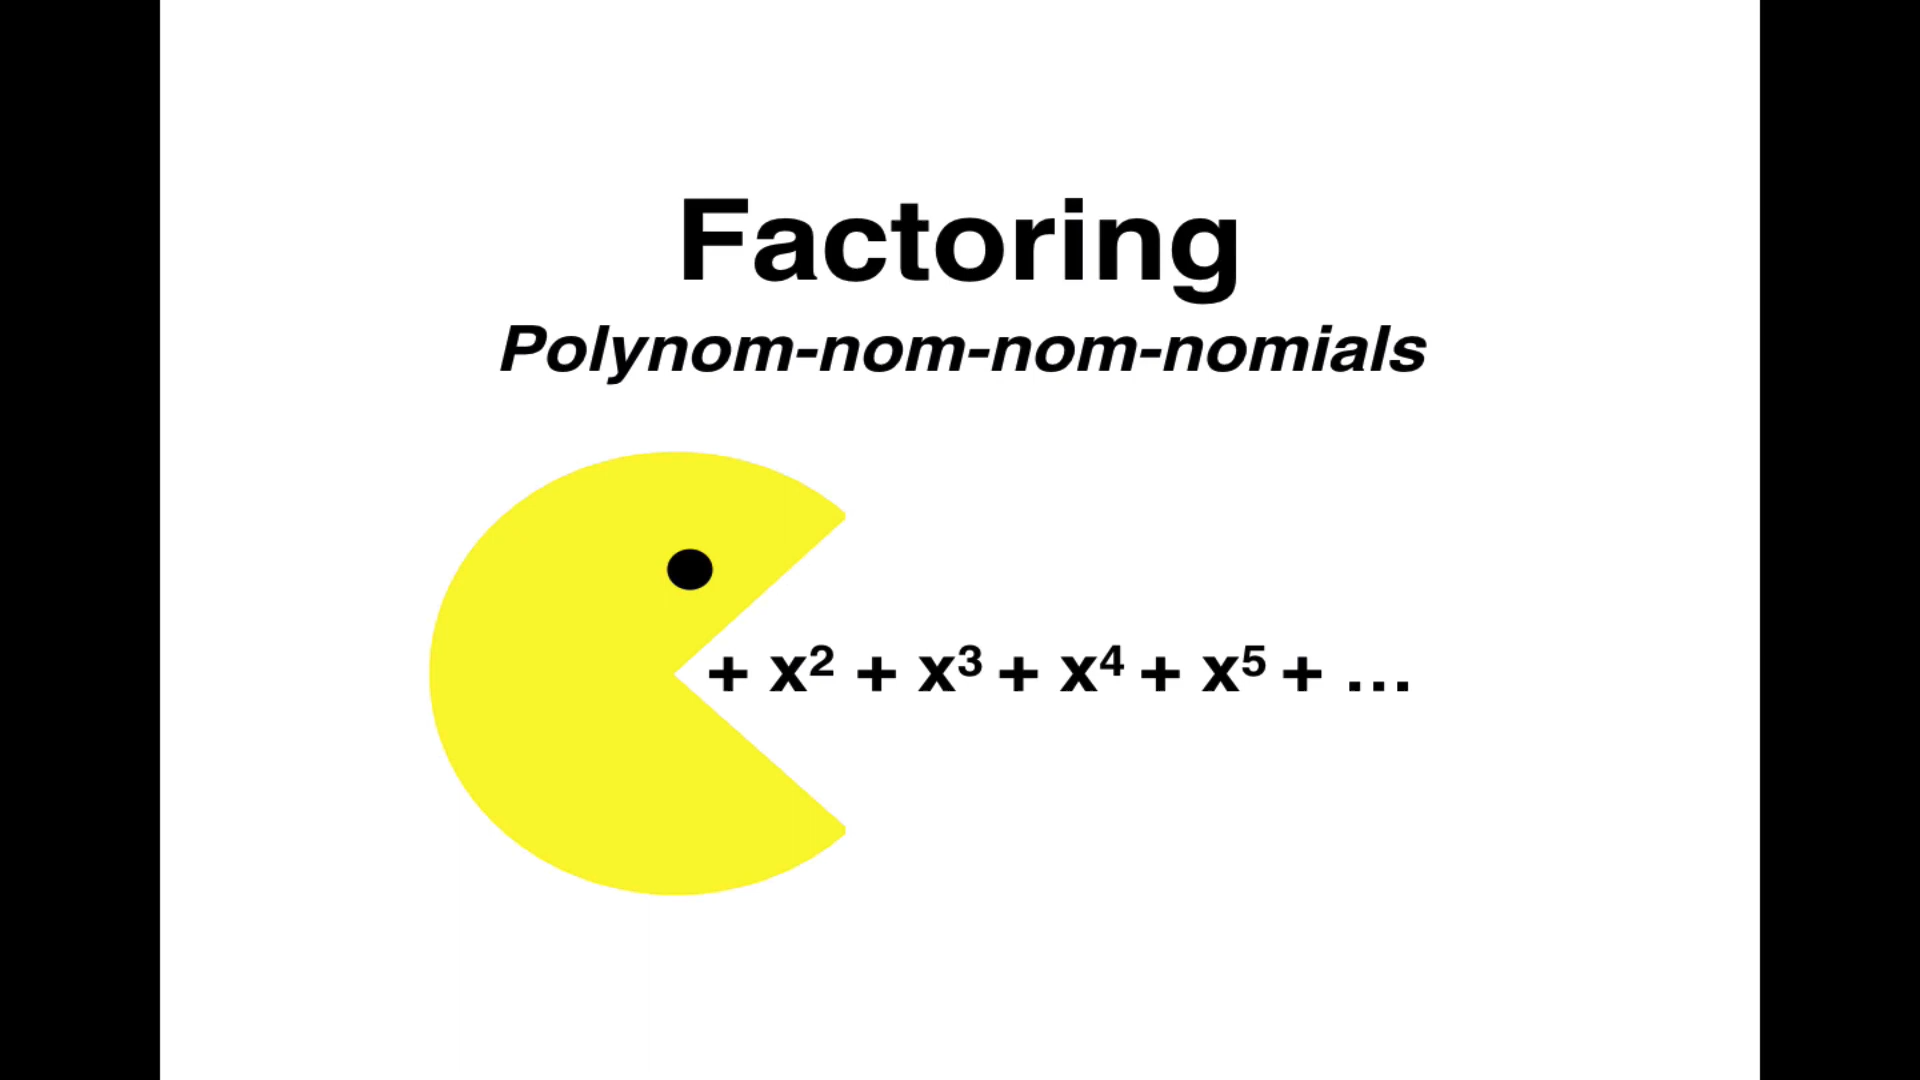 Factoring
Polynom-nom-nom-nomials
+ x² + x³ + x⁴ + x⁵ + ...